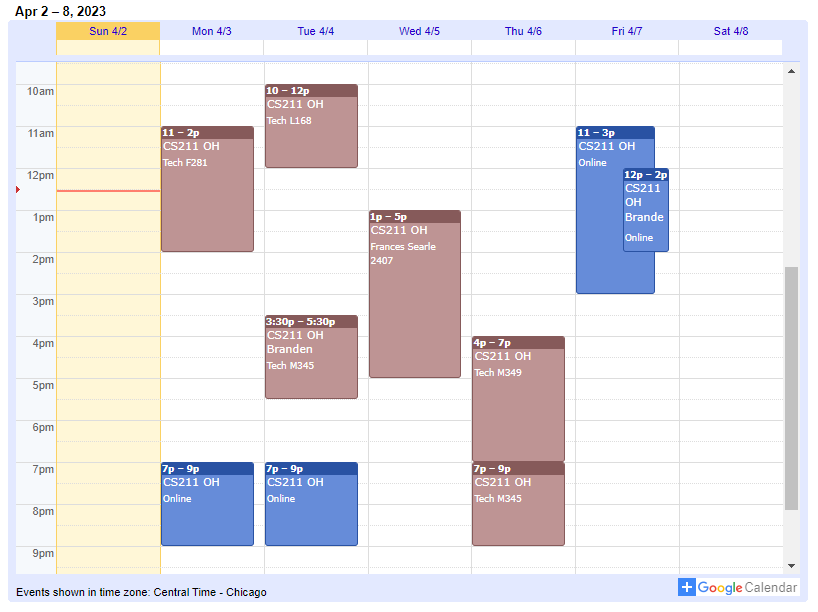 Apr 2 – 8, 2023
Sun 4/2 Mon 4/3 Tue 4/4 Wed 4/5 Thu 4/6 Fri 4/7 Sat 4/8
10am
11am
12pm
1pm
2pm
3pm
4pm
5pm
6pm
7pm
8pm
9pm
11 – 2p
CS211 OH
Tech F281
7p – 9p
CS211 OH
Online
10 – 12p
CS211 OH
Tech L168
3:30p – 5:30p
CS211 OH
Branden
Tech M345
7p – 9p
CS211 OH
Online
1p – 5p
CS211 OH
Frances Searle
2407
4p – 7p
CS211 OH
Tech M349
7p – 9p
CS211 OH
Tech M345
11 – 3p
CS211 OH
Online
12p – 2p
CS211
OH
Brande
Online
Events shown in time zone: Central Time - Chicago
+ Google Calendar